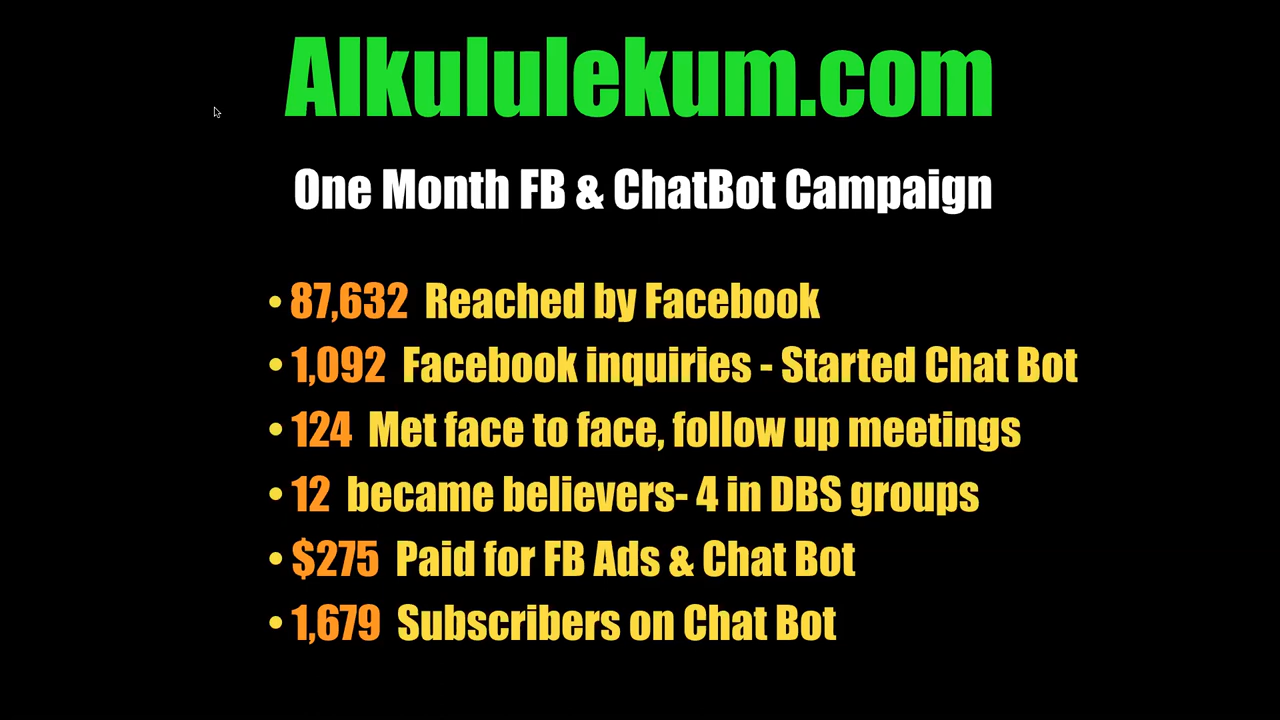 Alkululekum.com
One Month FB & ChatBot Campaign
• 87,632 Reached by Facebook
• 1,092 Facebook inquiries - Started Chat Bot
• 124 Met face to face, follow up meetings
• 12 became believers- 4 in DBS groups
• $275 Paid for FB Ads & Chat Bot
• 1,679 Subscribers on Chat Bot